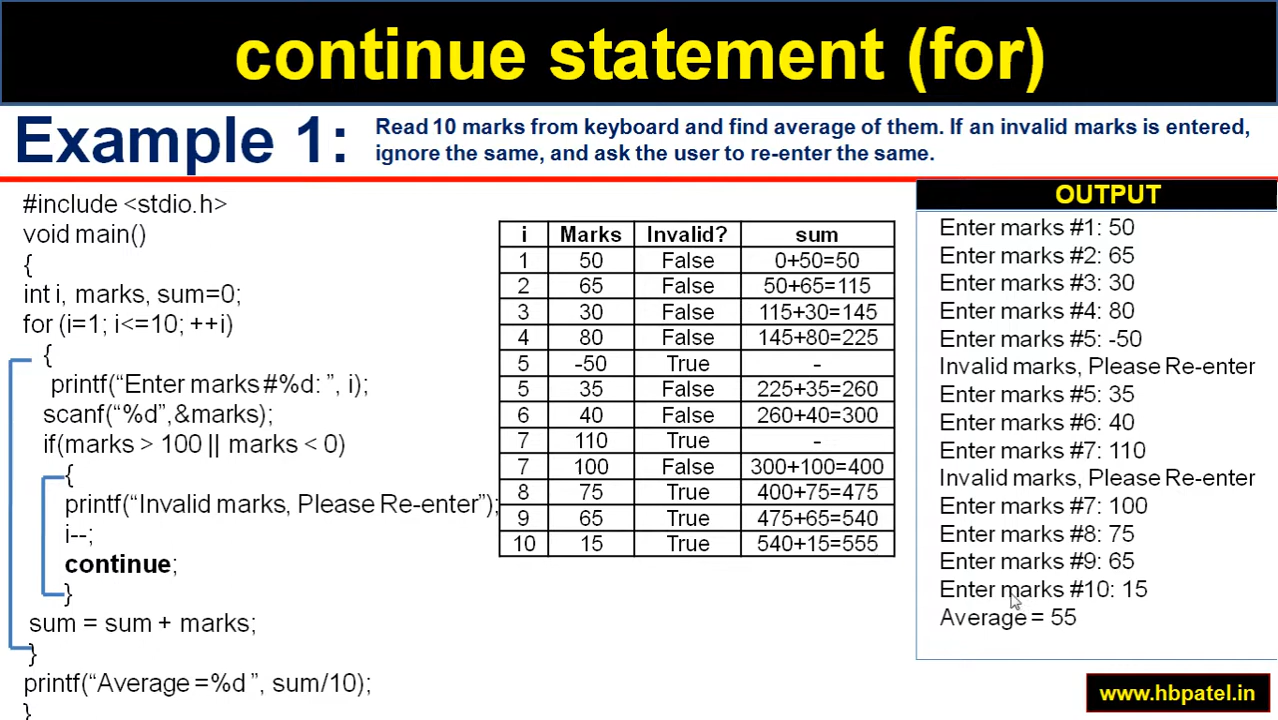 continue statement (for)
Example 1:
Read 10 marks from keyboard and find average of them. If an invalid marks is entered,
ignore the same, and ask the user to re-enter the same.
#include <stdio.h>
void main()
{
int i, marks, sum=0;
for (i=1; i<=10; ++i)
{
printf(“Enter marks #%d: ”, i);
scanf(“%d”,&marks);
if(marks > 100 || marks < 0)
{
printf(“Invalid marks, Please Re-enter”);
i--;
continue;
}
sum = sum + marks;
}
printf(“Average =%d ”, sum/10);
}
i Marks Invalid? sum
1 50 False 0+50=50
2 65 False 50+65=115
3 30 False 115+30=145
4 80 False 145+80=225
5 -50 True -
5 35 False 225+35=260
6 40 False 260+40=300
7 110 True -
7 100 False 300+100=400
8 75 True 400+75=475
9 65 True 475+65=540
10 15 True 540+15=555
OUTPUT
Enter marks #1: 50
Enter marks #2: 65
Enter marks #3: 30
Enter marks #4: 80
Enter marks #5: -50
Invalid marks, Please Re-enter
Enter marks #5: 35
Enter marks #6: 40
Enter marks #7: 110
Invalid marks, Please Re-enter
Enter marks #7: 100
Enter marks #8: 75
Enter marks #9: 65
Enter marks #10: 15
Average = 55
www.hbpatel.in